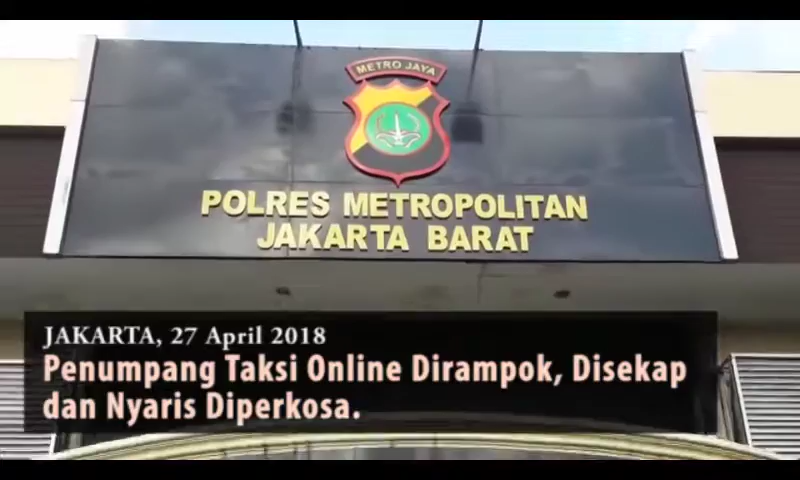 METRO JAYA
POLRES METROPOLITAN
JAKARTA BARAT
JAKARTA, 27 April 2018
Penumpang Taksi Online Dirampok, Disekap
dan Nyaris Diperkosa.